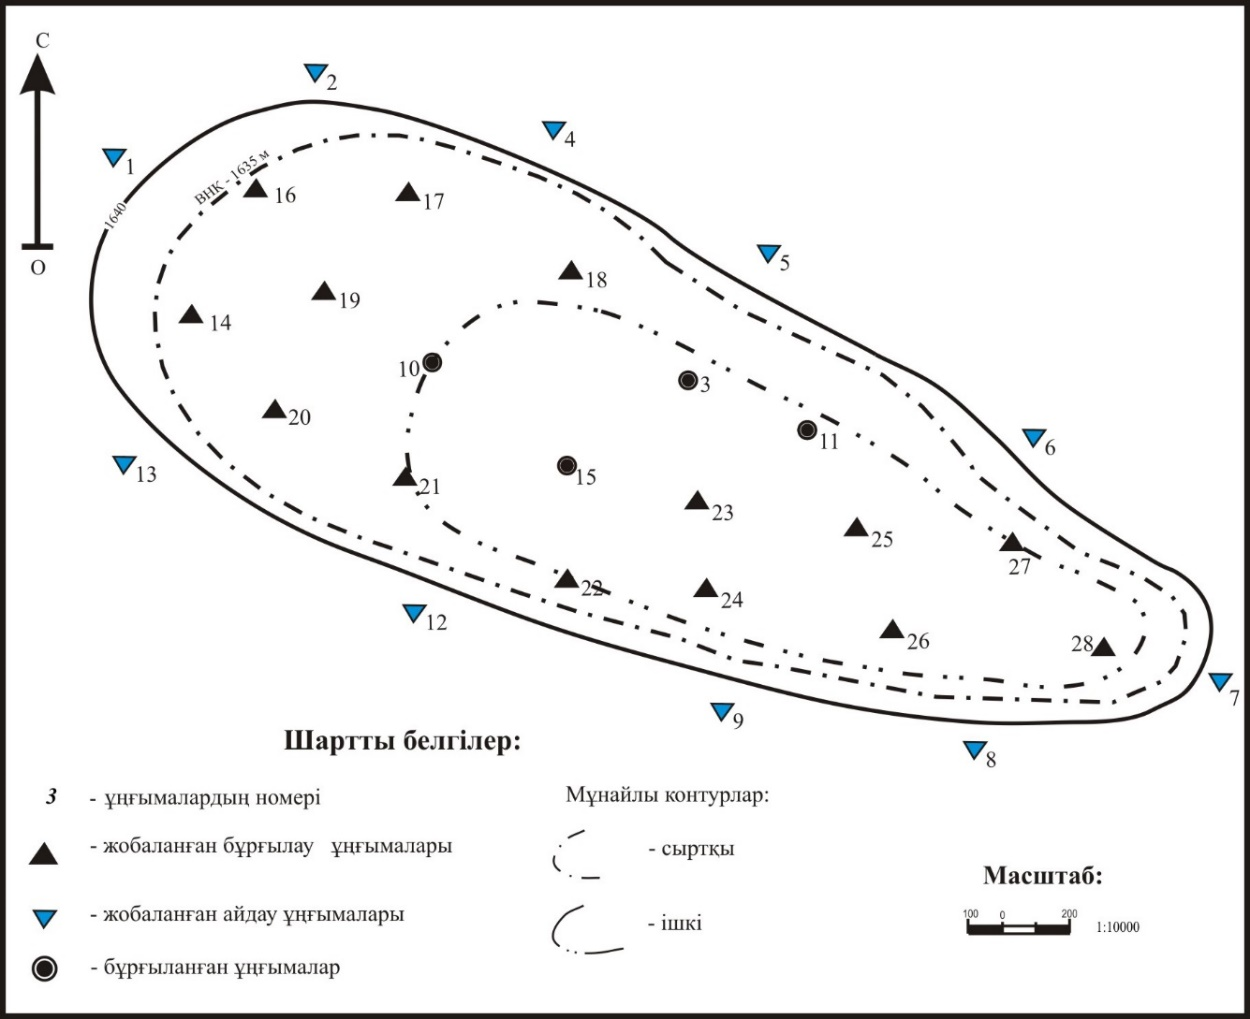 С
О
2
1
4
ВНК - 1635 м
1640
16
17
5
18
19
14
10
3
20
11
6
13
15
21
23
25
27
22
24
12
26
28
7
9
8
Шартты белгілер:
3 - ұңғымалардың номері
- жобаланған бұрғылау ұңғымалары
- жобаланған айдау ұңғымалары
- бұрғыланған ұңғымалар
Мұнайлы контурлар:
- сыртқы
- ішкі
Масштаб:
100 0 200 1:10000